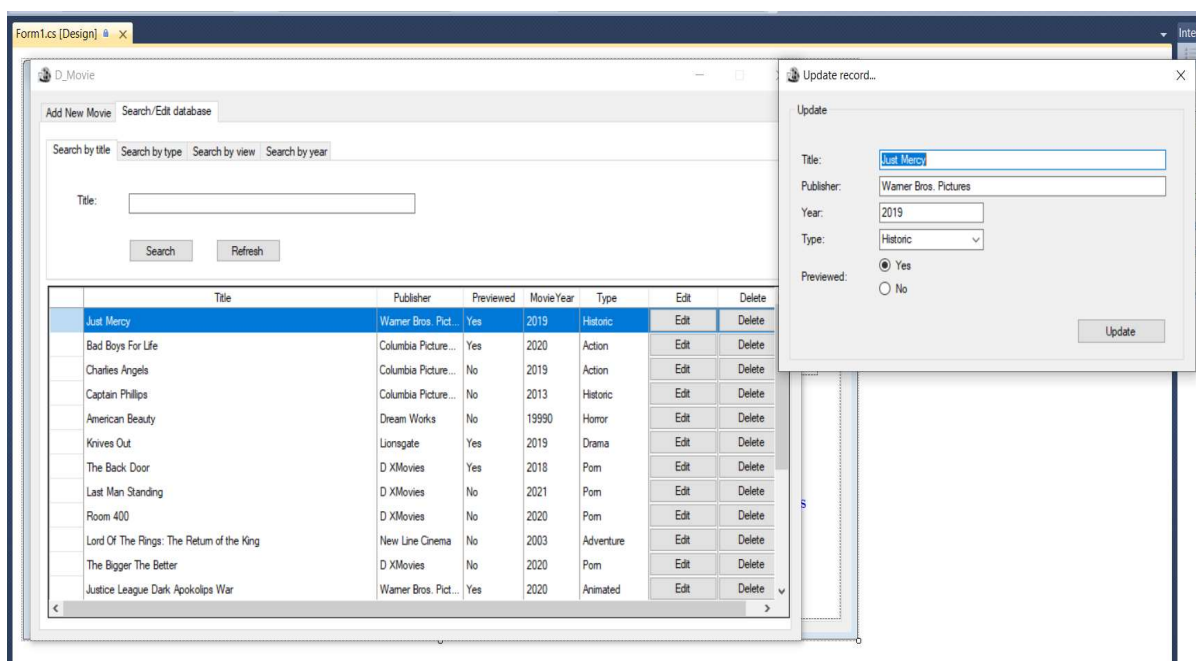 Form1.cs [Design]
Inte
D_Movie
Add New Movie Search/Edit database
Search by title Search by type Search by view Search by year
Title:
Search Refresh
Title Publisher Previewed MovieYear Type Edit Delete
Just Mercy Warner Bros. Pict... Yes 2019 Historic Edit Delete
Bad Boys For Life Columbia Picture... Yes 2020 Action Edit Delete
Charlies Angels Columbia Picture... No 2019 Action Edit Delete
Captain Phillips Columbia Picture... No 2013 Historic Edit Delete
American Beauty Dream Works No 19990 Horror Edit Delete
Knives Out Lionsgate Yes 2019 Drama Edit Delete
The Back Door D XMovies Yes 2018 Porn Edit Delete
Last Man Standing D XMovies No 2021 Porn Edit Delete
Room 400 D XMovies No 2020 Porn Edit Delete
Lord Of The Rings: The Return of the King New Line Cinema No 2003 Adventure Edit Delete
The Bigger The Better D XMovies No 2020 Porn Edit Delete
Justice League Dark Apokolips War Warner Bros. Pict... Yes 2020 Animated Edit Delete
s
Update record...
Update
Title: Just Mercy
Publisher: Warner Bros. Pictures
Year: 2019
Type: Historic
Previewed: Yes
No
Update